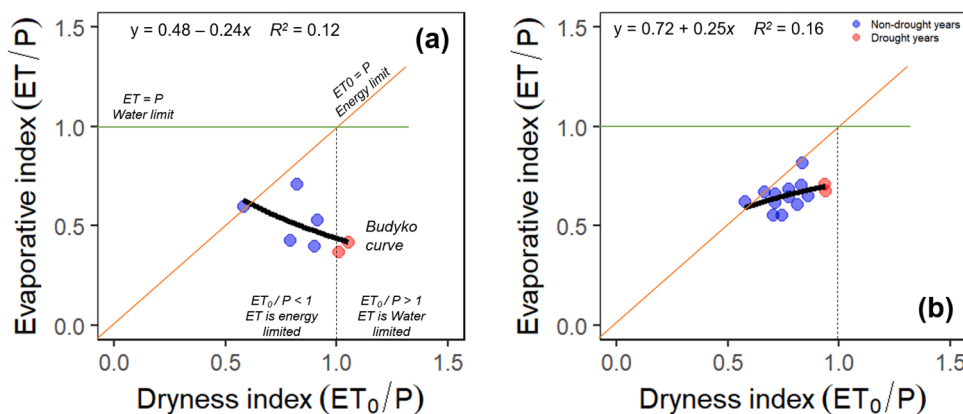 y = 0.48 – 0.24x R² = 0.12
(a)
Evaporative index (ET/P)
1.5
1.0
0.5
0.0
ET = P
Water limit
ET0 = P
Energy limit
Budyko
curve
ET₀/P < 1
ET is energy
limited
ET₀/P > 1
ET is Water
limited
0.0 0.5 1.0 1.5
Dryness index (ET₀/P)
y = 0.72 + 0.25x R² = 0.16
Non-drought years
Drought years
Evaporative index (ET/P)
1.5
1.0
0.5
0.0
(b)
0.0 0.5 1.0 1.5
Dryness index (ET₀/P)